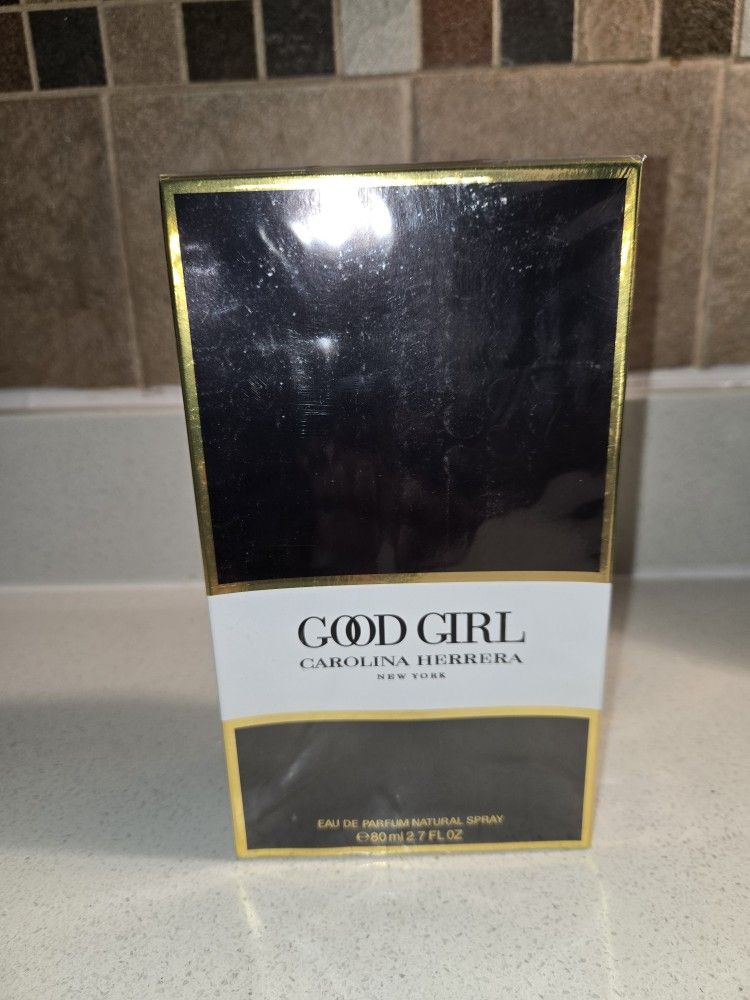 GOOD GIRL
CAROLINA HERRERA
NEW YORK
EAU DE PARFUM NATURAL SPRAY
℮80 ml 2.7 FL OZ